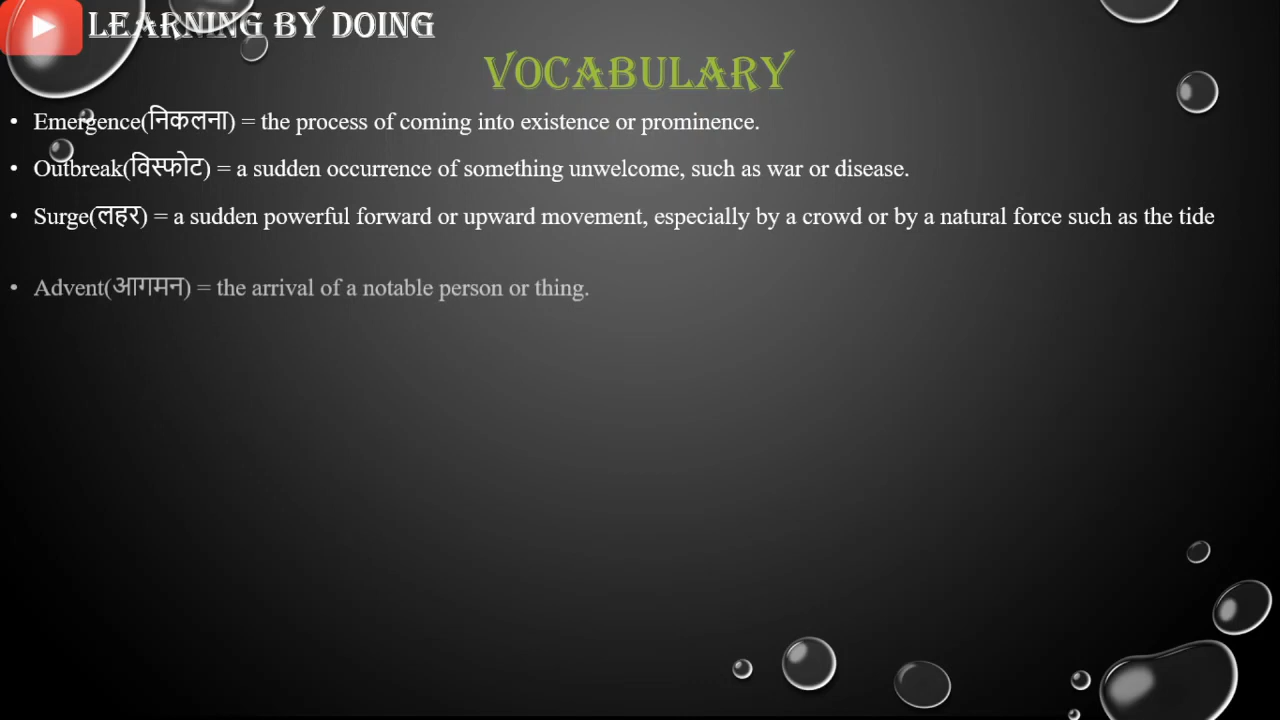 LEARNING BY DOING
VOCABULARY
• Emergence(निकलना) = the process of coming into existence or prominence.
• Outbreak(विस्फोट) = a sudden occurrence of something unwelcome, such as war or disease.
• Surge(लहर) = a sudden powerful forward or upward movement, especially by a crowd or by a natural force such as the tide
• Advent(आगमन) = the arrival of a notable person or thing.